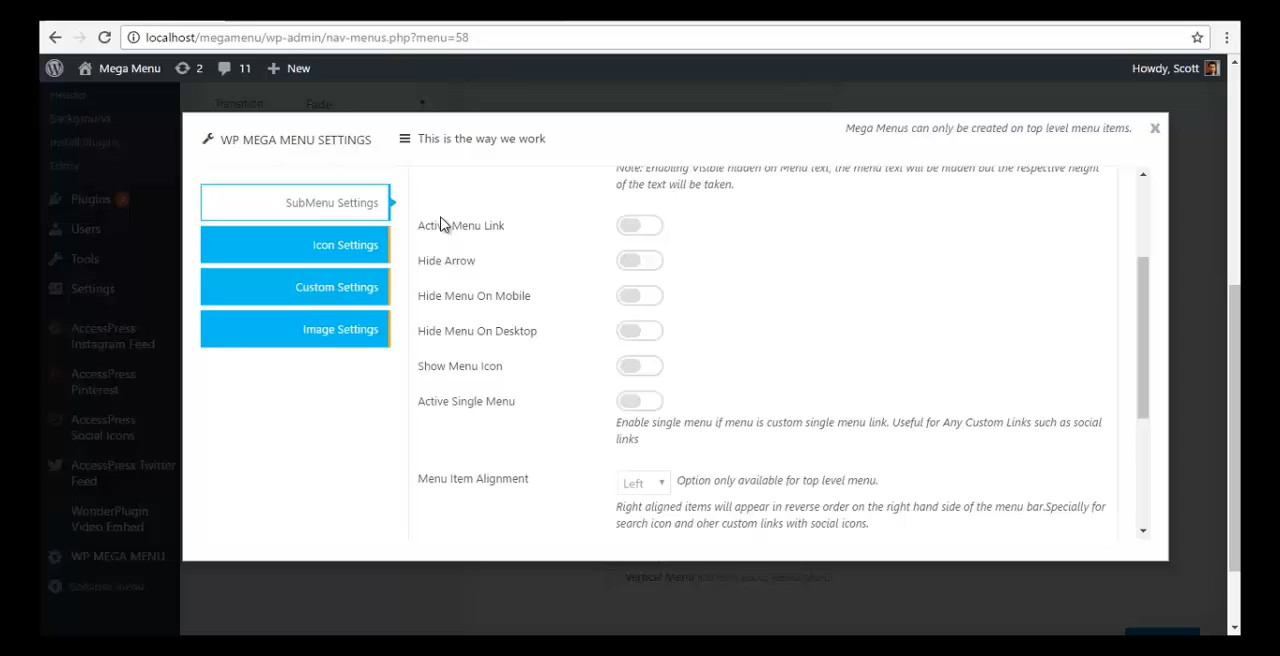 localhost/megamenu/wp-admin/nav-menus.php?menu=58
Mega Menu 2 11 New
Howdy, Scott
Header
Background
Install Plugins
Editor
Plugins
Users
Tools
Settings
AccessPress
Instagram Feed
AccessPress
Pinterest
AccessPress
Social Icons
AccessPress Twitter
Feed
WonderPlugin
Video Embed
WP MEGA MENU
Collapse menu
Transition Fade
WP MEGA MENU SETTINGS
This is the way we work
Mega Menus can only be created on top level menu items.
X
SubMenu Settings
Icon Settings
Custom Settings
Image Settings
Note: Enabling Visible hidden on Menu text, the menu text will be hidden but the respective height
of the text will be taken.
Active Menu Link
Hide Arrow
Hide Menu On Mobile
Hide Menu On Desktop
Show Menu Icon
Active Single Menu
Enable single menu if menu is custom single menu link. Useful for Any Custom Links such as social
links
Menu Item Alignment
Left
Option only available for top level menu.
Right aligned items will appear in reverse order on the right hand side of the menu bar.Specially for
search icon and oher custom links with social icons.
Vertical Menu